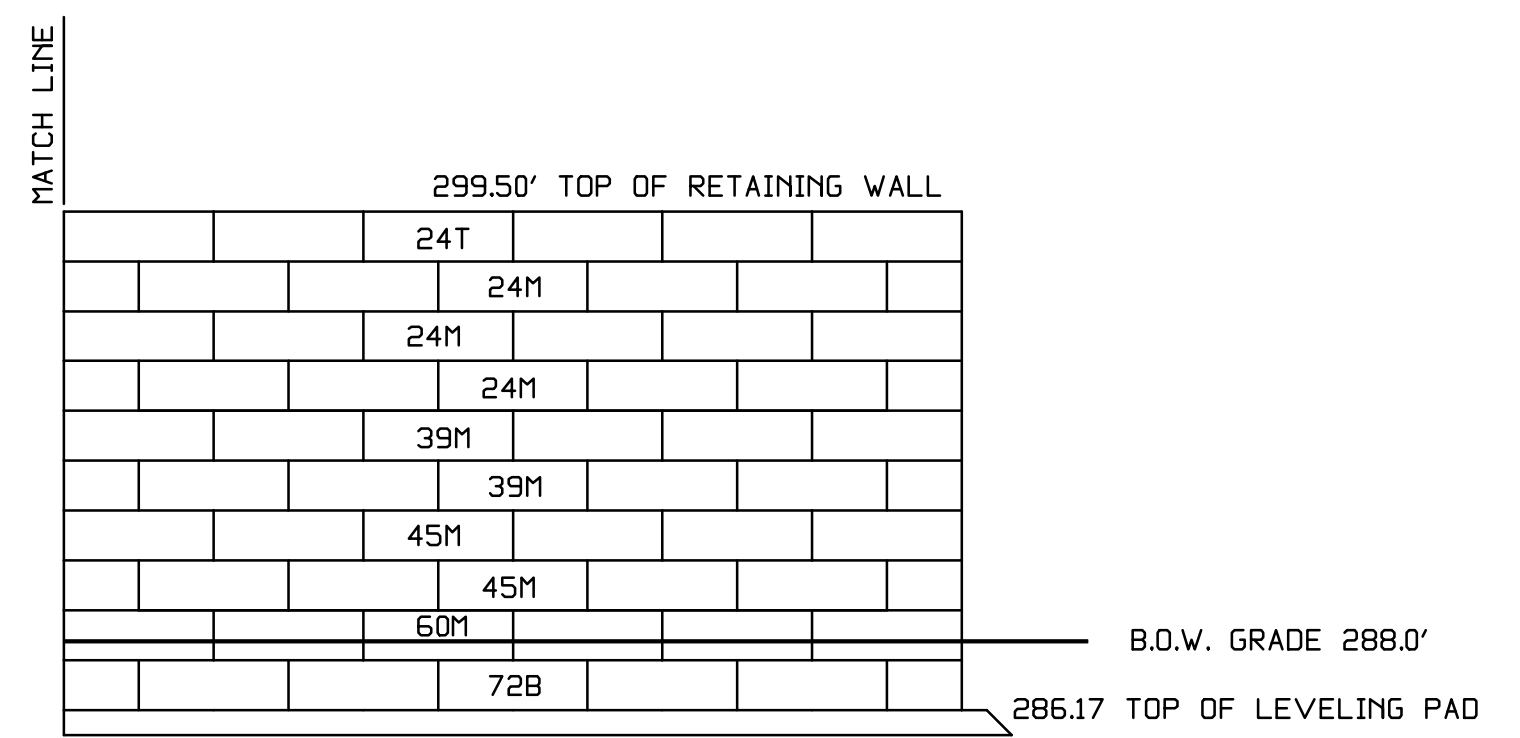 MATCH LINE
299.50' TOP OF RETAINING WALL
24T
24M
24M
24M
39M
39M
45M
45M
60M
B.O.W. GRADE 288.0'
72B
286.17 TOP OF LEVELING PAD